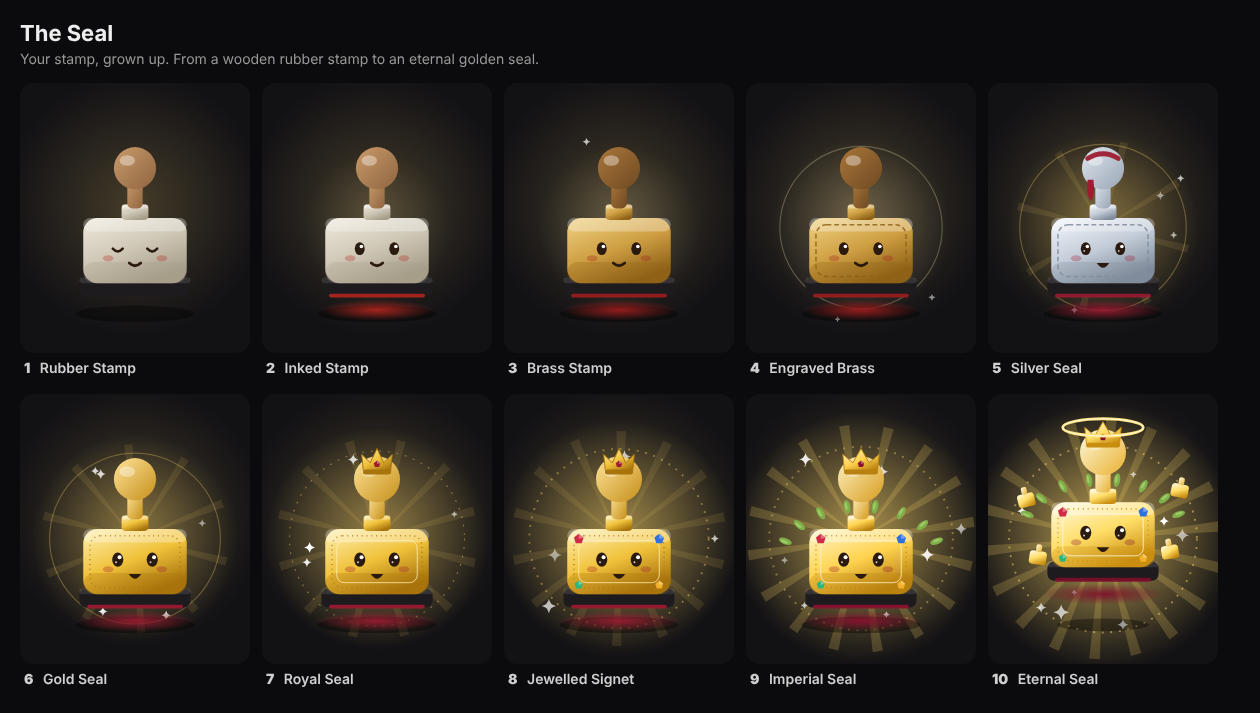 The Seal
Your stamp, grown up. From a wooden rubber stamp to an eternal golden seal.
1 Rubber Stamp
2 Inked Stamp
3 Brass Stamp
4 Engraved Brass
5 Silver Seal
6 Gold Seal
7 Royal Seal
8 Jewelled Signet
9 Imperial Seal
10 Eternal Seal